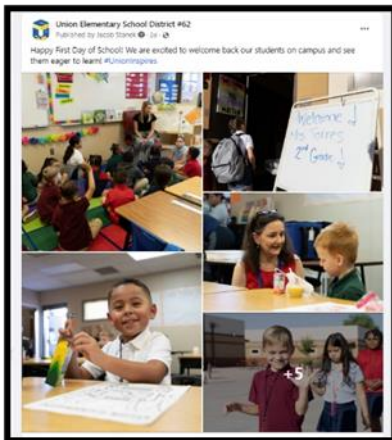 Union Elementary School District #62
Published by Jacob Stanek
Happy First Day of School! We are excited to welcome back our students on campus and see
them eager to learn! #UnionInspires
Welcome!
Mrs Torres
2nd Grade!
+5